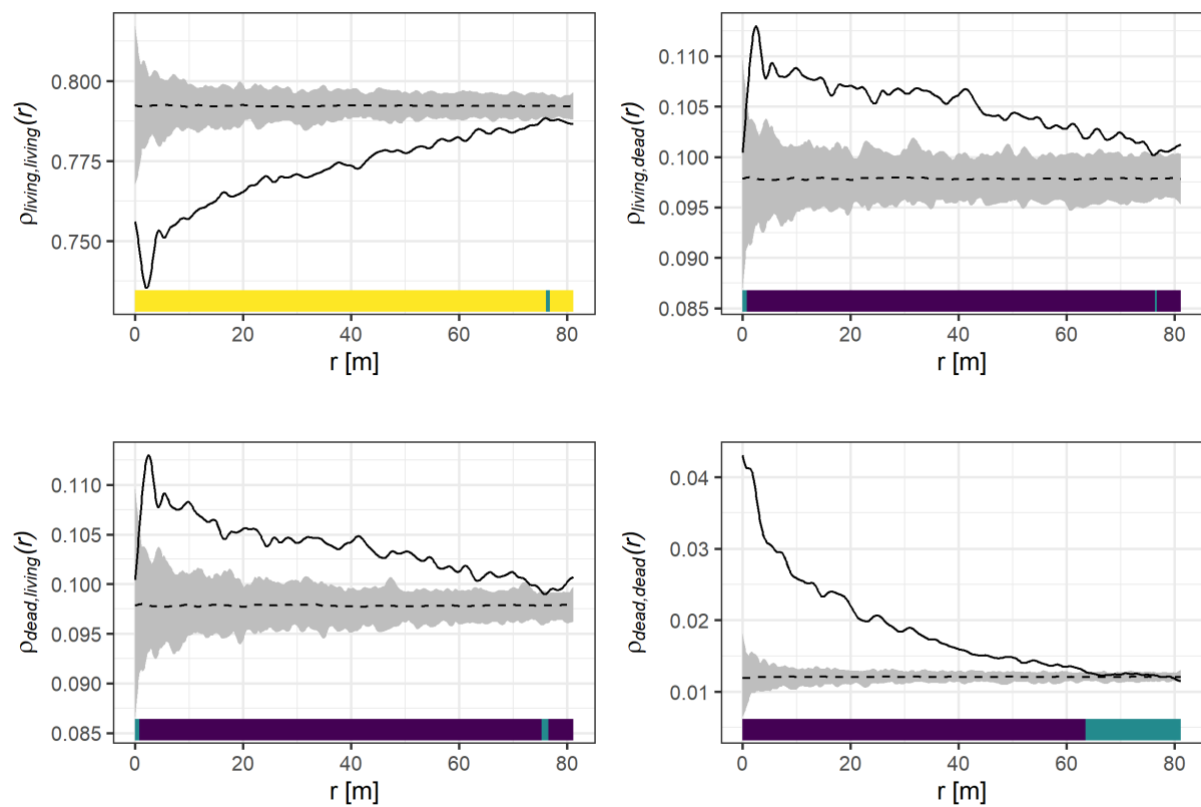 0.800
0.775
0.750
ρliving,living(r)
0 20 40 60 80
r [m]
0.110
0.105
0.100
0.095
0.090
0.085
ρliving,dead(r)
0 20 40 60 80
r [m]
0.110
0.105
0.100
0.095
0.090
0.085
ρdead,living(r)
0 20 40 60 80
r [m]
0.04
0.03
0.02
0.01
ρdead,dead(r)
0 20 40 60 80
r [m]